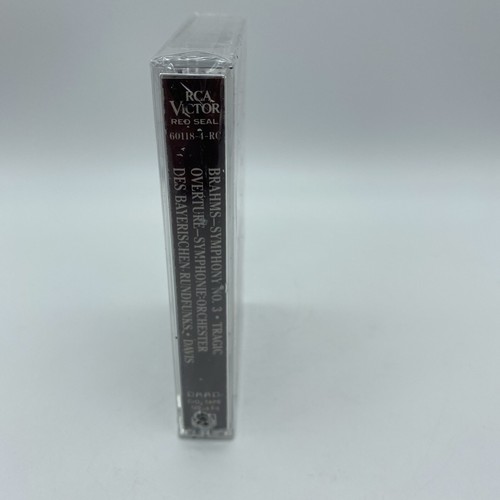 RCA
VICTOR
RED SEAL
60118-4-RC
BRAHMS–SYMPHONY NO. 3 • TRAGIC
OVERTURE–SYMPHONIE-ORCHESTER
DES BAYERISCHEN RUNDFUNKS • DAVIS